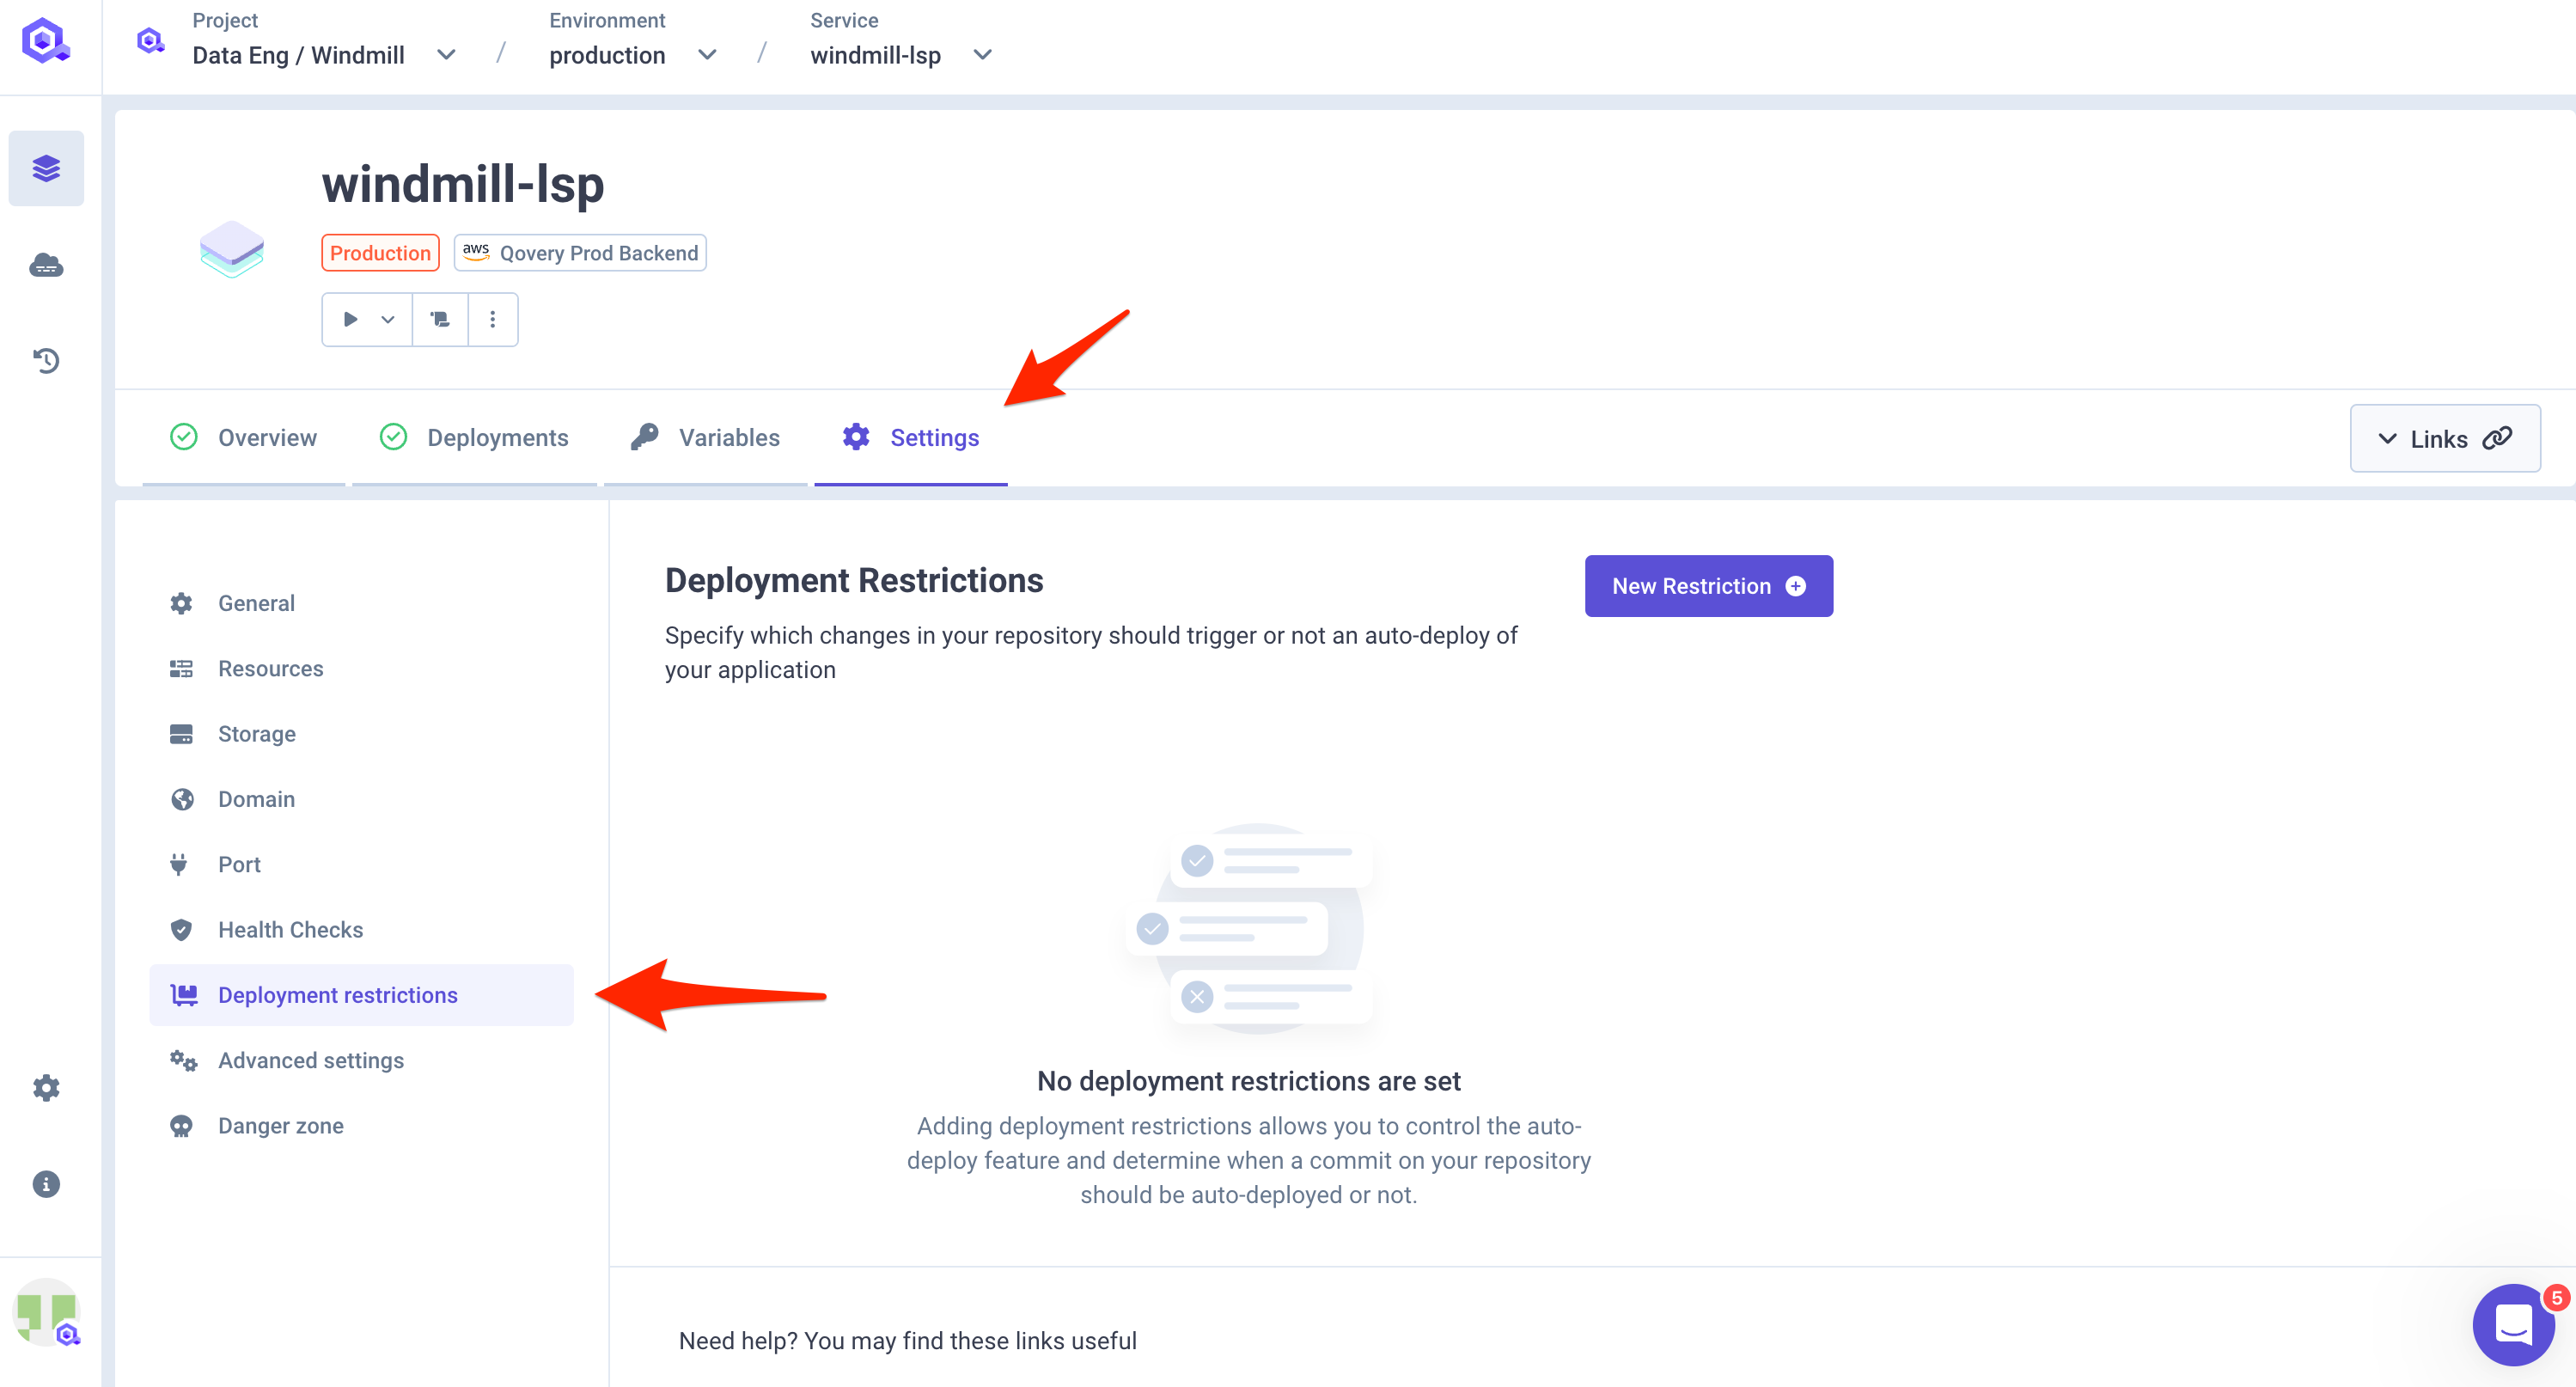 Project
Data Eng / Windmill
/
Environment
production
/
Service
windmill-lsp
windmill-lsp
Production
aws Qovery Prod Backend
Overview
Deployments
Variables
Settings
Links
General
Resources
Storage
Domain
Port
Health Checks
Deployment restrictions
Advanced settings
Danger zone
Deployment Restrictions
New Restriction
Specify which changes in your repository should trigger or not an auto-deploy of
your application
No deployment restrictions are set
Adding deployment restrictions allows you to control the auto-
deploy feature and determine when a commit on your repository
should be auto-deployed or not.
Need help? You may find these links useful
5